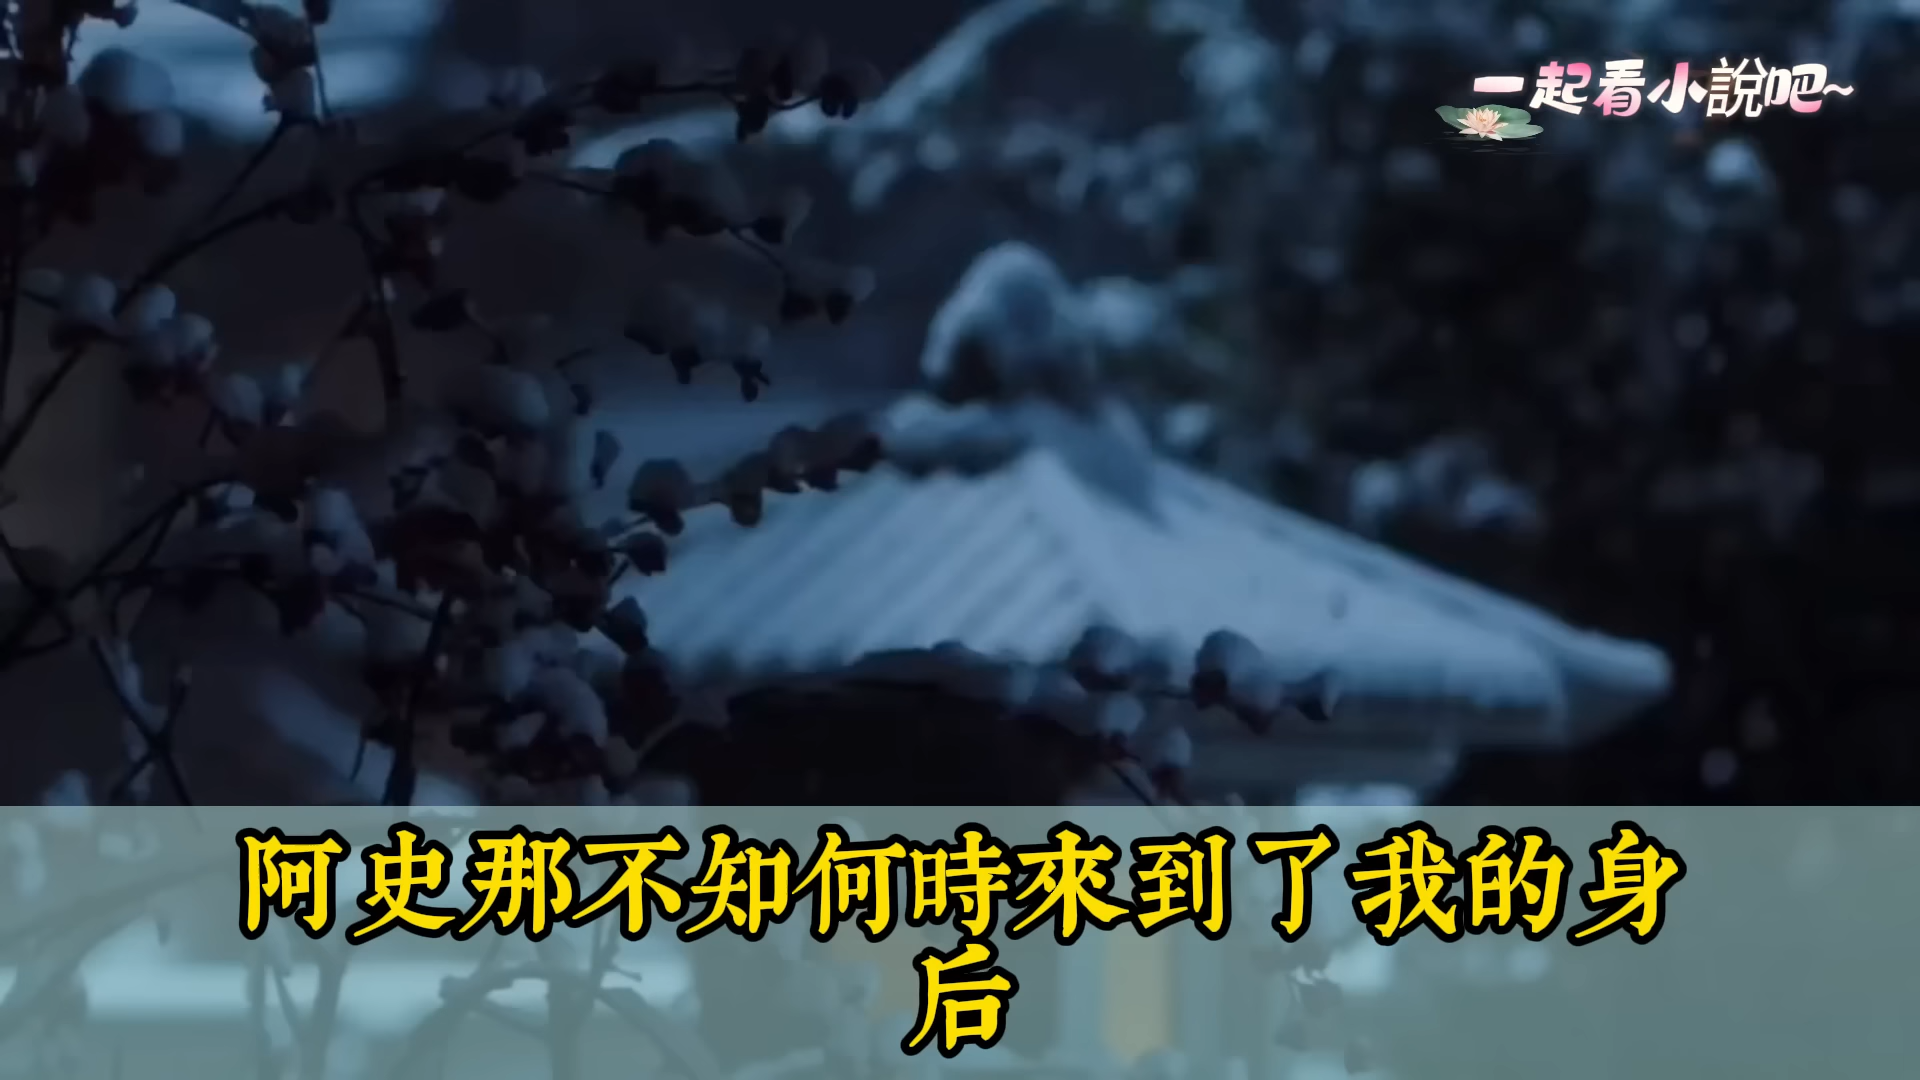 一起看小說吧~
阿史那不知何時來到了我的身
后